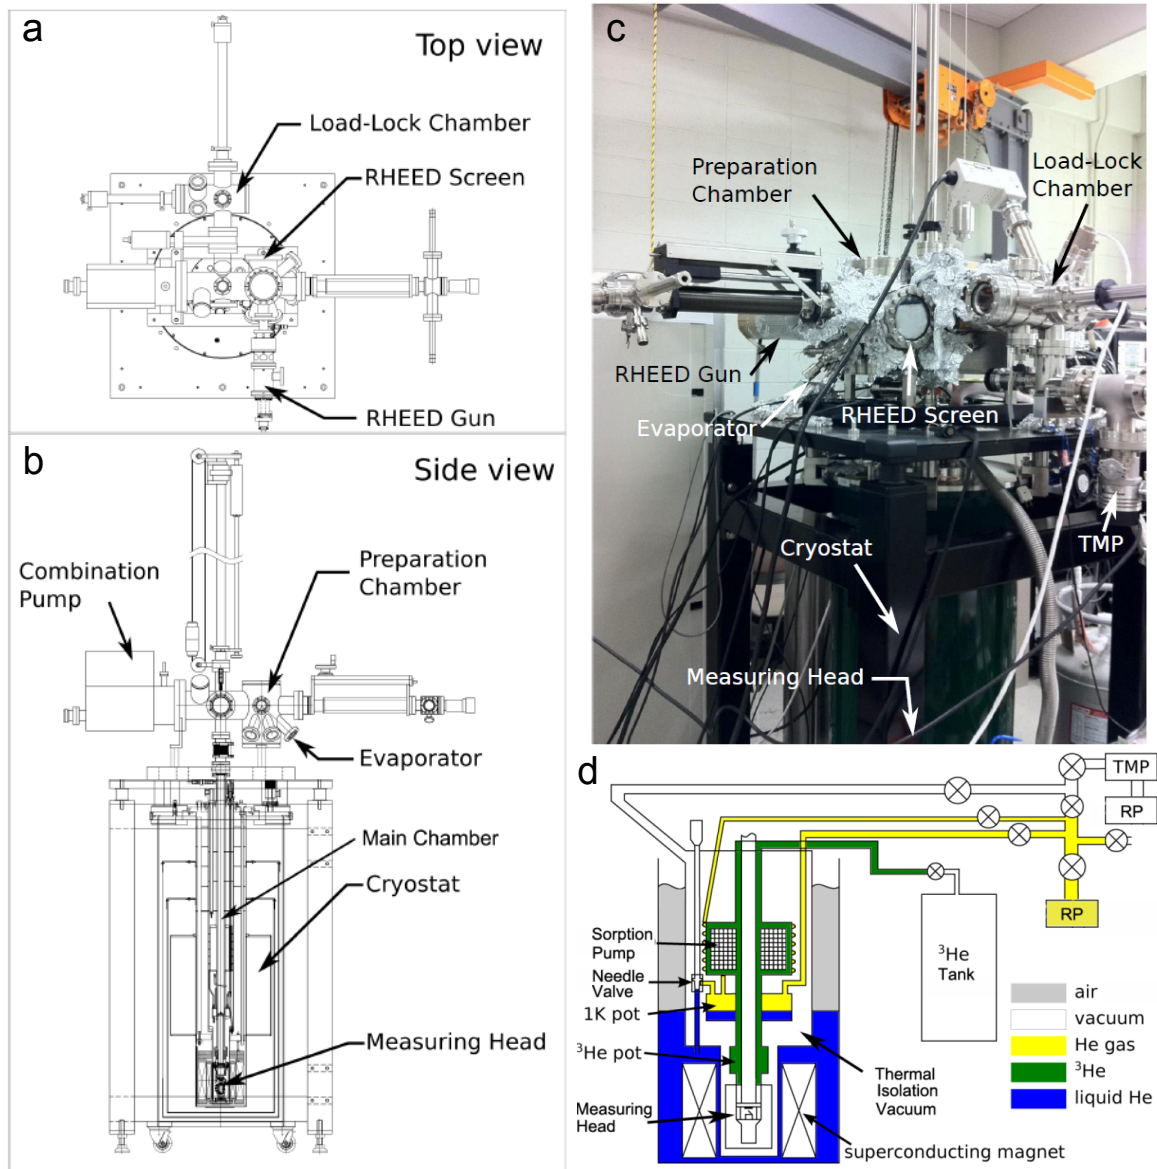 a
Top view
Load-Lock Chamber
RHEED Screen
RHEED Gun
b
Side view
Combination
Pump
Preparation
Chamber
Evaporator
Main Chamber
Cryostat
Measuring Head
c
Preparation
Chamber
Load-Lock
Chamber
RHEED Gun
RHEED Screen
Evaporator
Cryostat
TMP
Measuring Head
d
TMP
RP
RP
Sorption
Pump
Needle
Valve
1K pot
³He pot
Measuring
Head
³He
Tank
Thermal
Isolation
Vacuum
superconducting magnet
air
vacuum
He gas
³He
liquid He